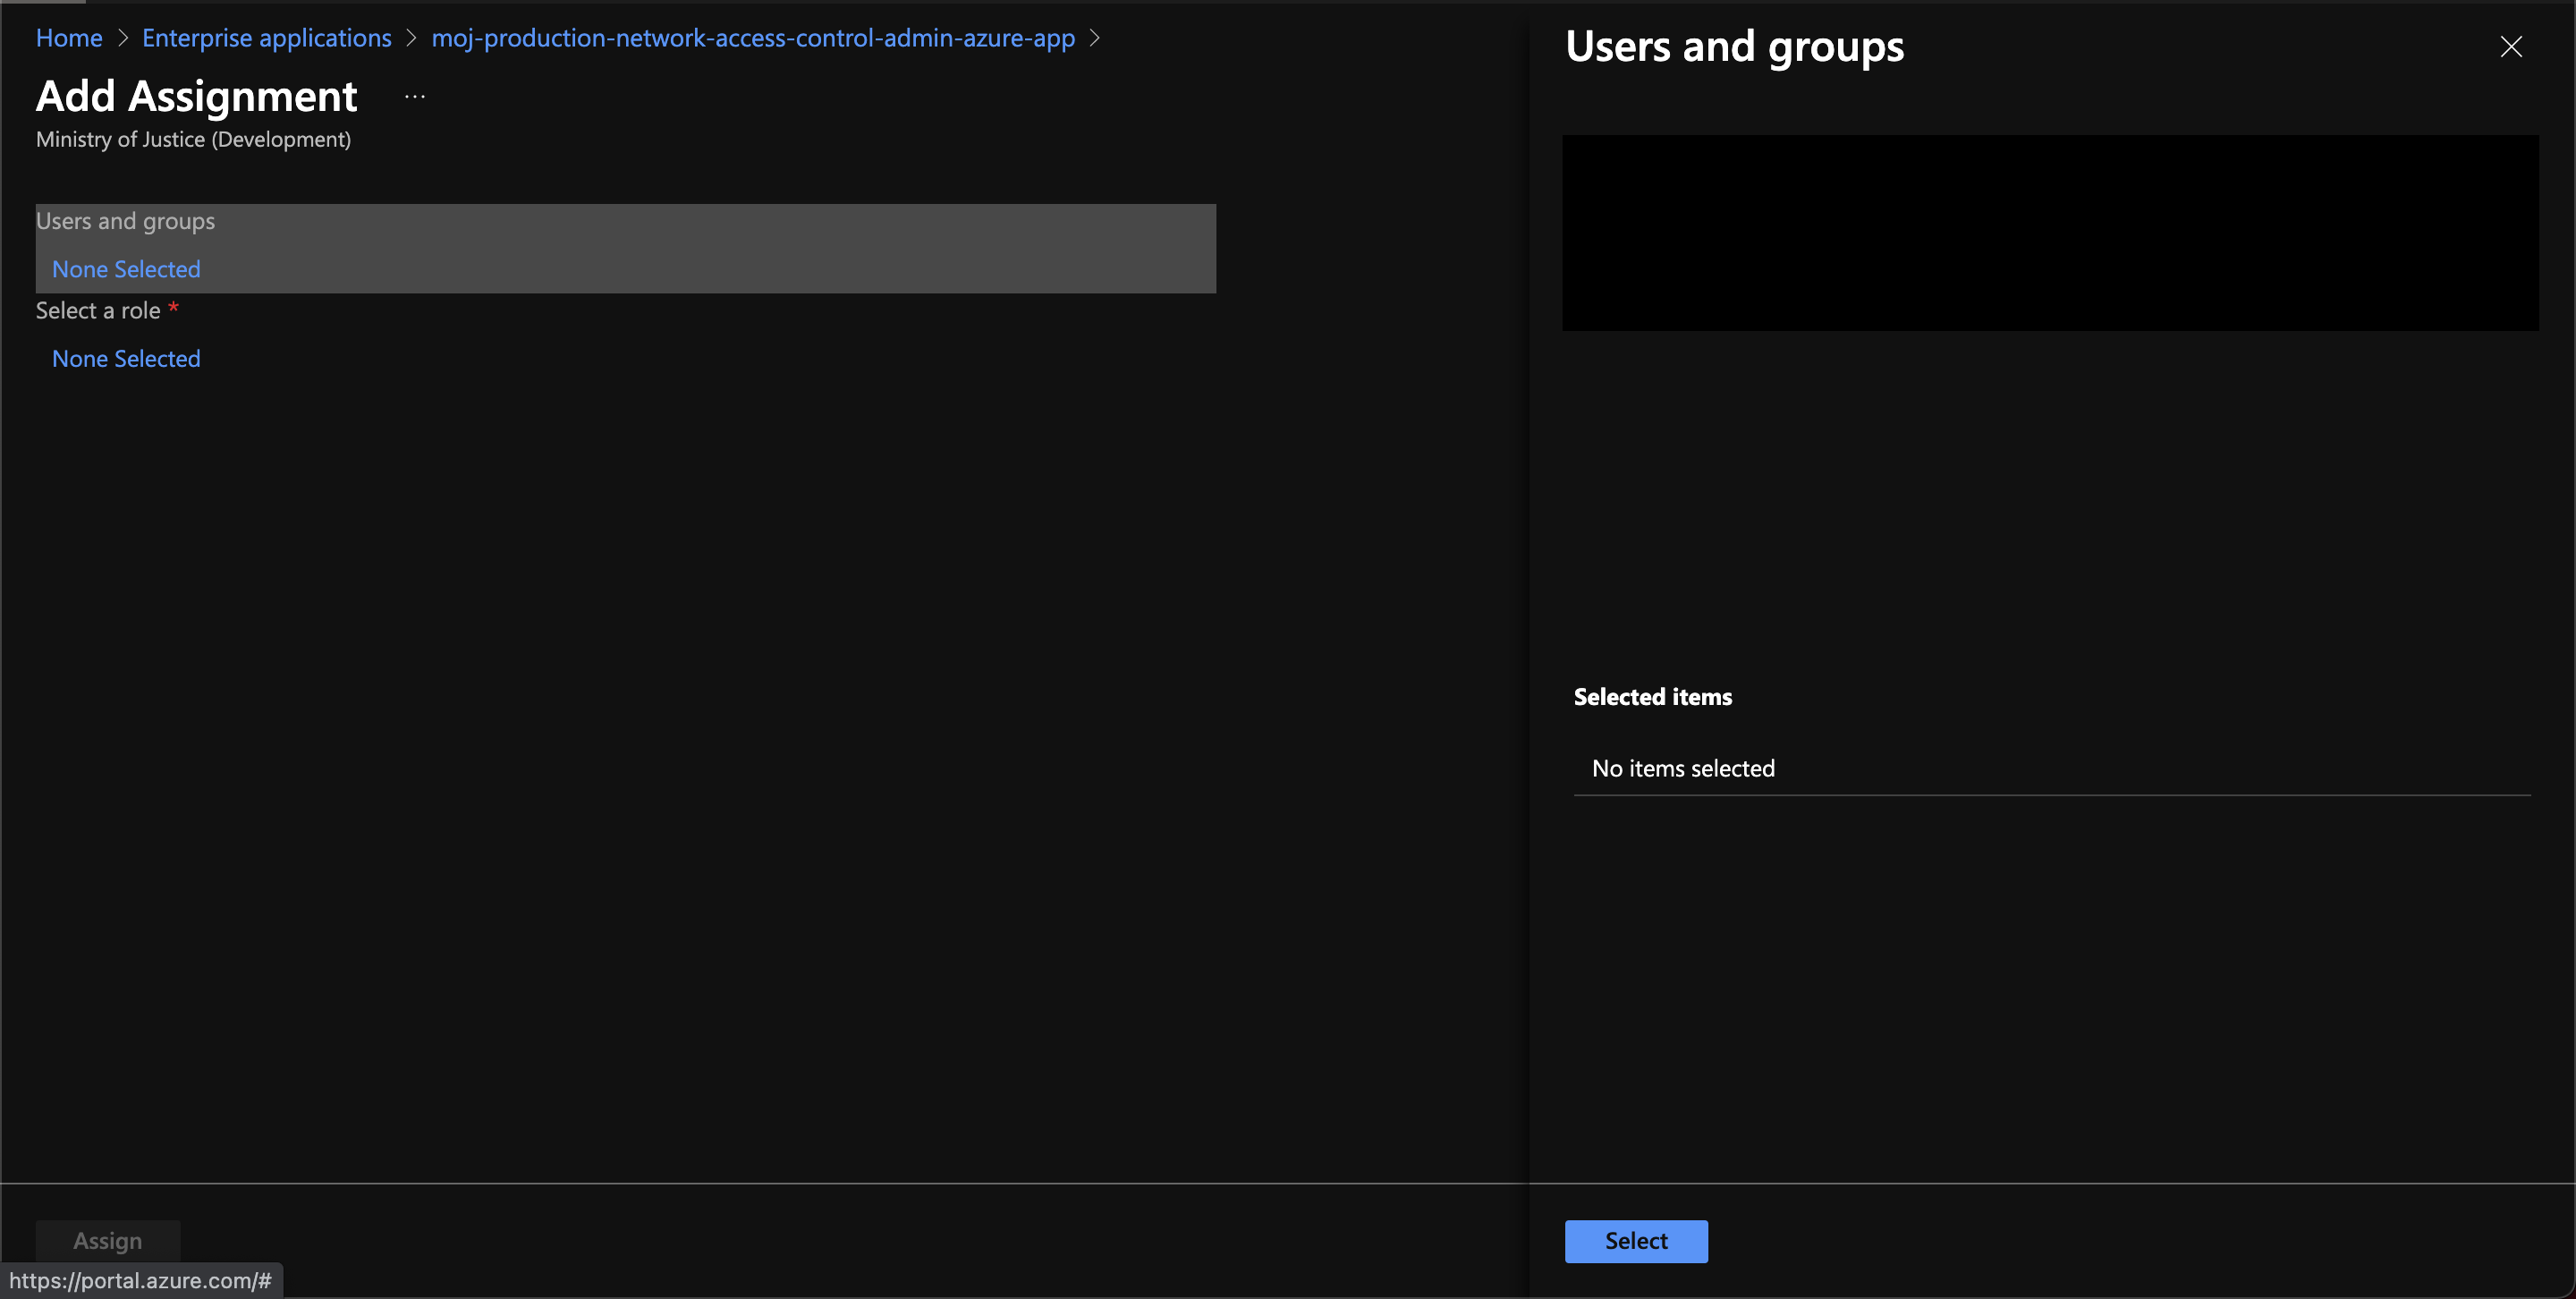 Home > Enterprise applications > moj-production-network-access-control-admin-azure-app >
Add Assignment ...
Ministry of Justice (Development)
Users and groups
None Selected
Select a role *
None Selected
Assign
https://portal.azure.com/#
Users and groups
Selected items
No items selected
Select